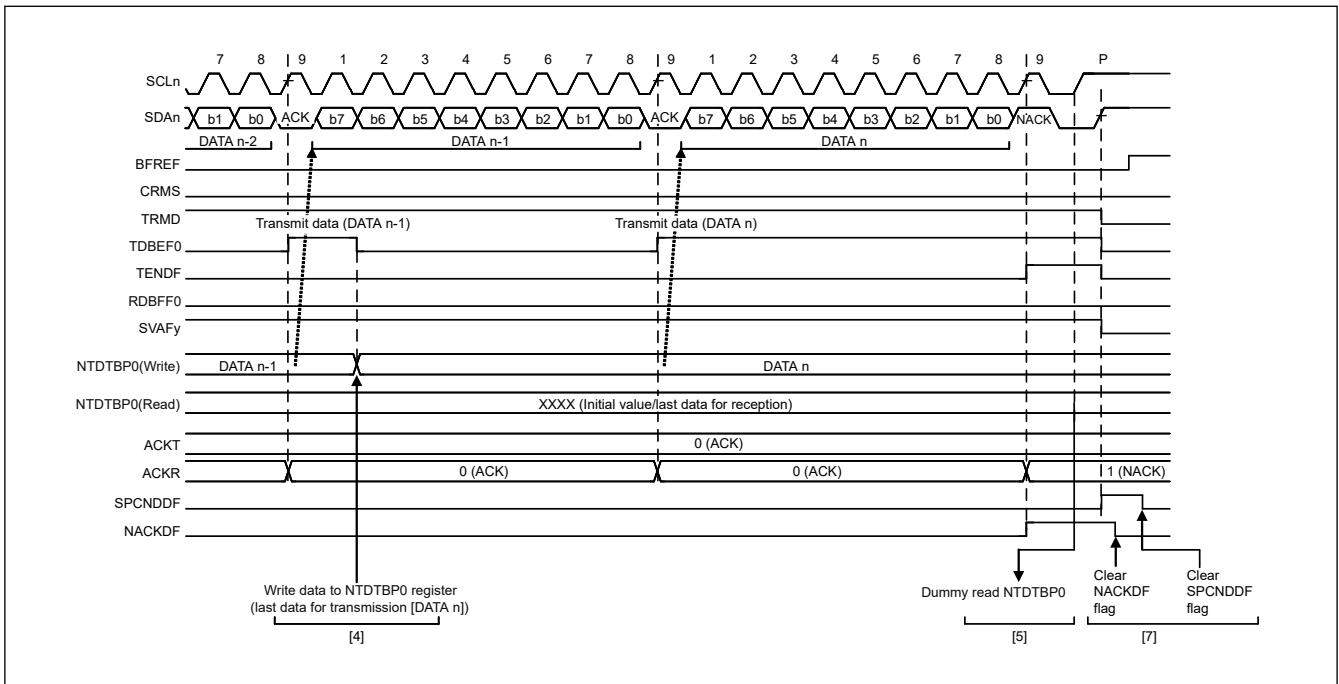 7 8 9 1 2 3 4 5 6 7 8 9 1 2 3 4 5 6 7 8 9 P
SCLn
SDAn b1 b0 ACK b7 b6 b5 b4 b3 b2 b1 b0 ACK b7 b6 b5 b4 b3 b2 b1 b0 NACK
DATA n-2 DATA n-1 DATA n
BFREF
CRMS
TRMD
Transmit data (DATA n-1) Transmit data (DATA n)
TDBEF0
TENDF
RDBFF0
SVAFy
NTDTBP0(Write) DATA n-1 DATA n
NTDTBP0(Read) XXXX (Initial value/last data for reception)
ACKT 0 (ACK)
ACKR 0 (ACK) 0 (ACK) 1 (NACK)
SPCNDDF
NACKDF
Write data to NTDTBP0 register
(last data for transmission [DATA n])
[4]
Dummy read NTDTBP0
[5]
Clear
NACKDF
flag
Clear
SPCNDDF
flag
[7]